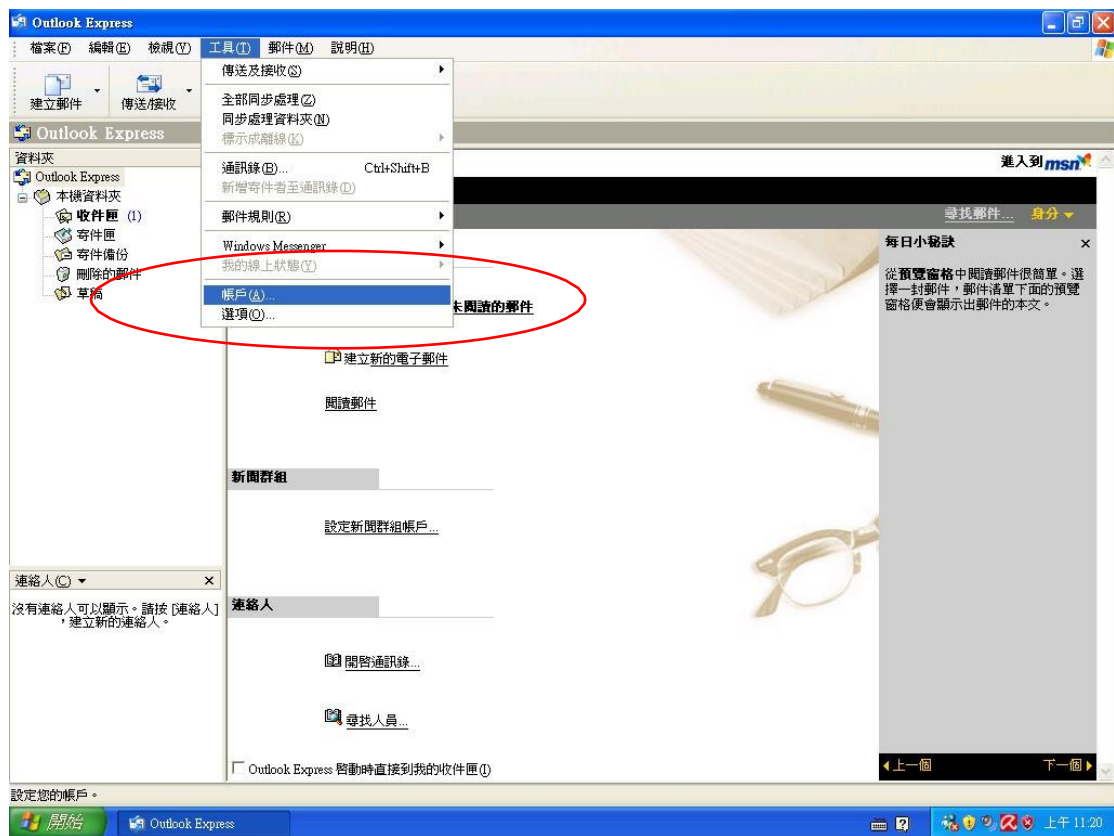 Outlook Express
檔案(F) 編輯(E) 檢視(V) 工具(T) 郵件(M) 說明(H)
建立郵件 傳送/接收
傳送及接收(S)
全部同步處理(Z)
同步處理資料夾(N)
標示成離線(K)
通訊錄(B)... Ctrl+Shift+B
新增寄件者至通訊錄(D)
郵件規則(R)
Windows Messenger
我的線上狀態(Y)
帳戶(A)...
選項(O)...
Outlook Express
資料夾
Outlook Express
本機資料夾
收件匣 (1)
寄件匣
寄件備份
刪除的郵件
草稿
連絡人(C)
沒有連絡人可以顯示。請按 [連絡人]
,建立新的連絡人。
進入到 msn
尋找郵件... 身分
未閱讀的郵件
建立新的電子郵件
閱讀郵件
新聞群組
設定新聞群組帳戶...
連絡人
開啓通訊錄...
尋找人員...
Outlook Express 啓動時直接到我的收件匣(I)
每日小秘訣
從預覽窗格中閱讀郵件很簡單。選
擇一封郵件,郵件清單下面的預覽
窗格便會顯示出郵件的本文。
上一個 下一個
設定您的帳戶。
開始 Outlook Express 上午 11:20